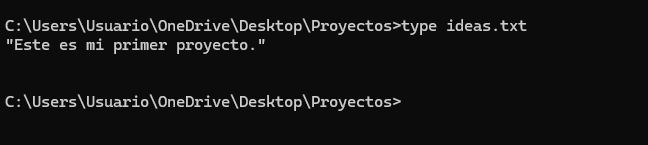 C:\Users\Usuario\OneDrive\Desktop\Proyectos>type ideas.txt
"Este es mi primer proyecto."
C:\Users\Usuario\OneDrive\Desktop\Proyectos>